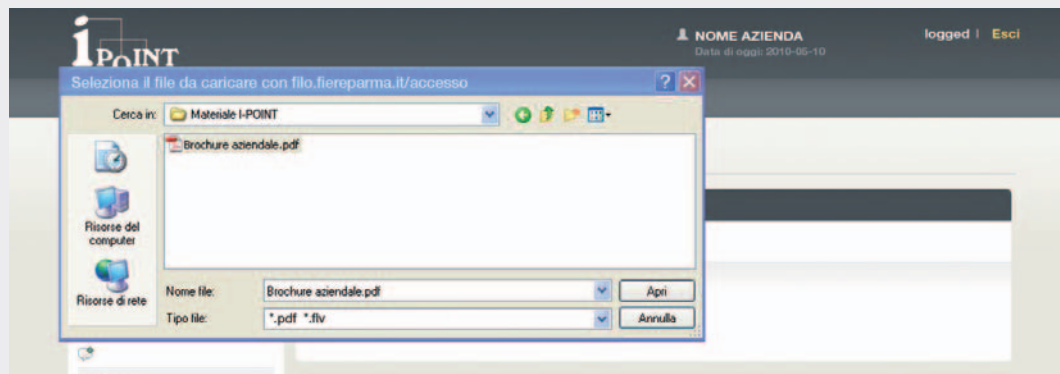 iPOINT
NOME AZIENDA
Data di oggi: 2010-05-10
logged | Esci
Seleziona il file da caricare con filo.fiereparma.it/accesso
Cerca in:
Materiale I-POINT
Brochure aziendale.pdf
Risorse del
computer
Risorse di rete
Nome file:
Brochure aziendale.pdf
Apri
Tipo file:
*.pdf *.flv
Annulla